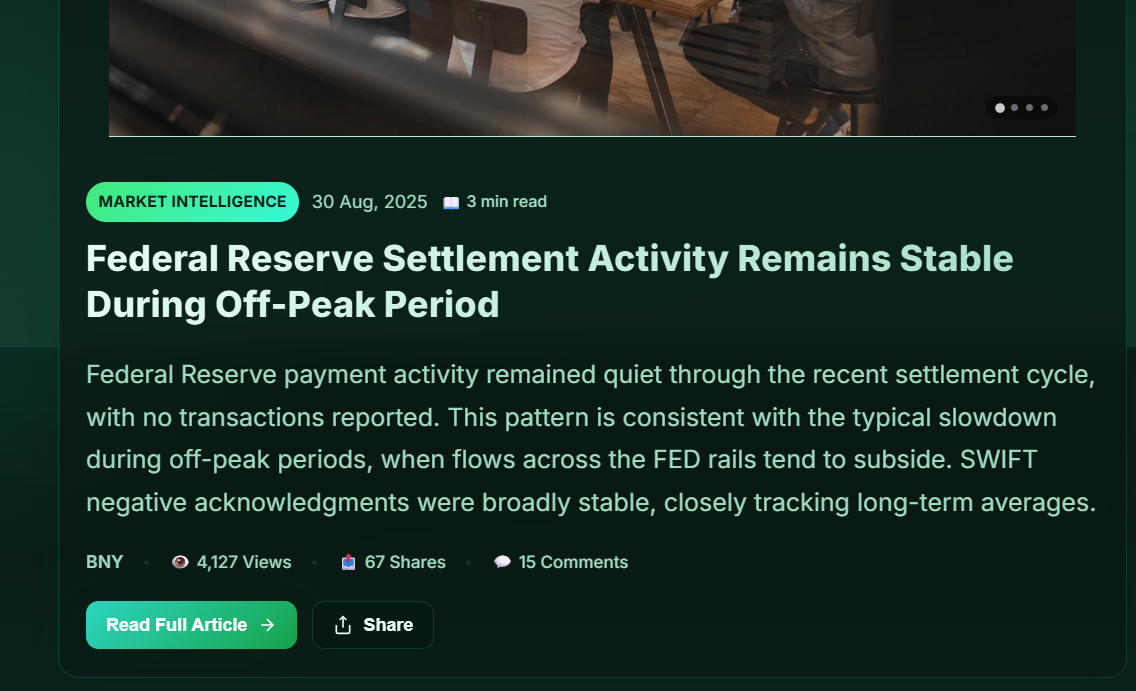 MARKET INTELLIGENCE 30 Aug, 2025 3 min read
Federal Reserve Settlement Activity Remains Stable
During Off-Peak Period
Federal Reserve payment activity remained quiet through the recent settlement cycle,
with no transactions reported. This pattern is consistent with the typical slowdown
during off-peak periods, when flows across the FED rails tend to subside. SWIFT
negative acknowledgments were broadly stable, closely tracking long-term averages.
BNY • 4,127 Views • 67 Shares • 15 Comments
Read Full Article → Share